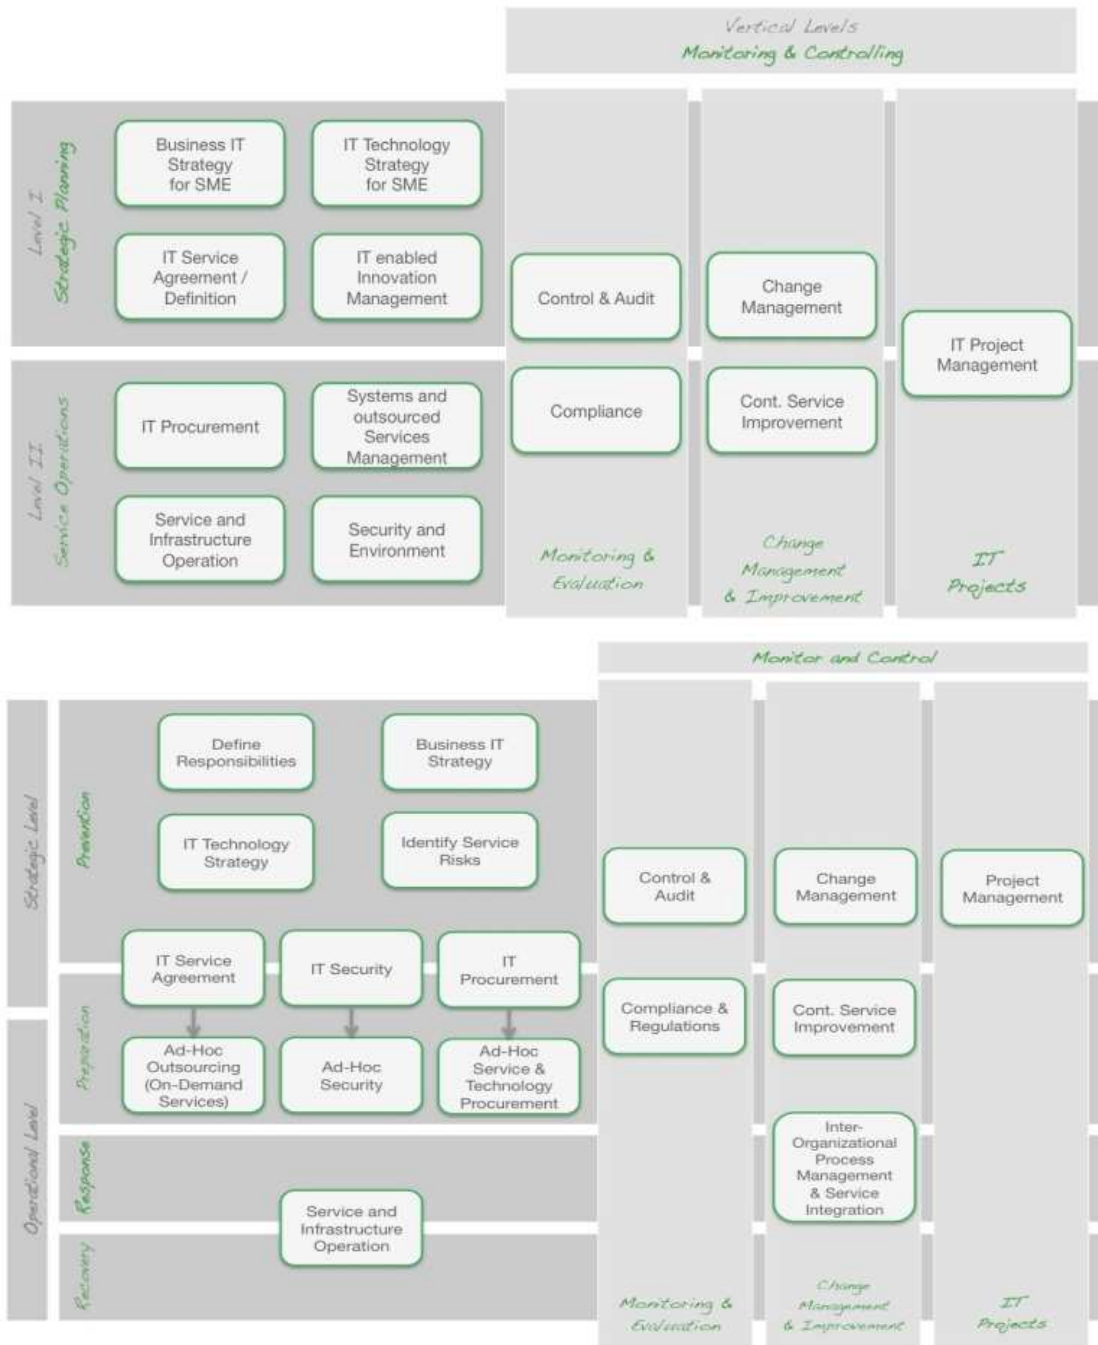 Vertical Levels
Monitoring & Controlling
Level I
Strategic Planning
Business IT
Strategy
for SME
IT Technology
Strategy
for SME
IT Service
Agreement /
Definition
IT enabled
Innovation
Management
Control & Audit
Change
Management
IT Project
Management
Level II
Service Operations
IT Procurement
Systems and
outsourced
Services
Management
Compliance
Cont. Service
Improvement
Service and
Infrastructure
Operation
Security and
Environment
Monitoring &
Evaluation
Change
Management
& Improvement
IT
Projects
Monitor and Control
Strategic Level
Prevention
Define
Responsibilities
Business IT
Strategy
IT Technology
Strategy
Identify Service
Risks
Control &
Audit
Change
Management
Project
Management
IT Service
Agreement
IT Security
IT
Procurement
Operational Level
Preparation
Compliance &
Regulations
Cont. Service
Improvement
Ad-Hoc
Outsourcing
(On-Demand
Services)
Ad-Hoc
Security
Ad-Hoc
Service &
Technology
Procurement
Response
Inter-
Organizational
Process
Management
& Service
Integration
Service and
Infrastructure
Operation
Recovery
Monitoring &
Evaluation
Change
Management
& Improvement
IT
Projects